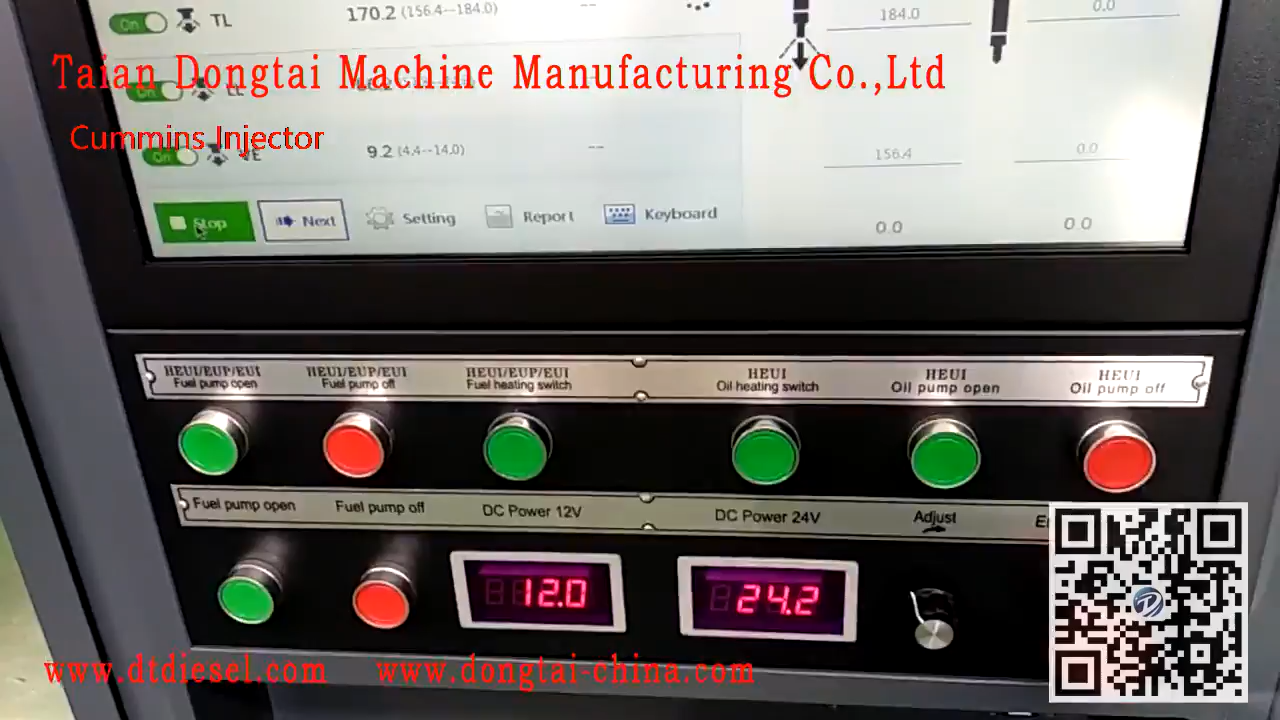 On TL 170.2 (156.4--184.0) -- 184.0 0.0
Taian Dongtai Machine Manufacturing Co.,Ltd
On
Cummins Injector
On 9.2 (4.4--14.0) -- 156.4 0.0
Stop Next Setting Report Keyboard 0.0 0.0
HEUI/EUP/EUI HEUI/EUP/EUI HEUI/EUP/EUI HEUI HEUI HEUI
Fuel pump open Fuel pump off Fuel heating switch Oil heating switch Oil pump open Oil pump off
Fuel pump open Fuel pump off DC Power 12V DC Power 24V Adjust
12.0 24.2
www.dtdiesel.com www.dongtai-china.com